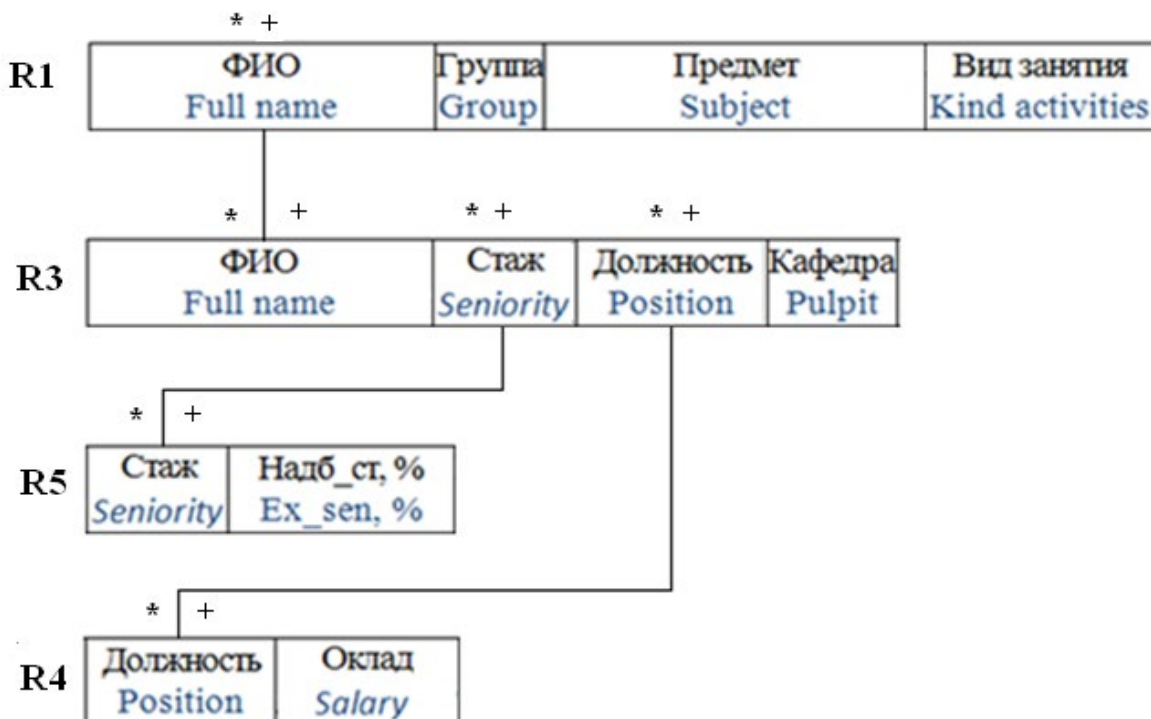 * +
R1
ФИО Группа Предмет Вид занятия
Full name Group Subject Kind activities
* + * + * +
R3
ФИО Стаж Должность Кафедра
Full name Seniority Position Pulpit
* +
R5
Стаж Надб_ст, %
Seniority Ex_sen, %
* +
R4
Должность Оклад
Position Salary